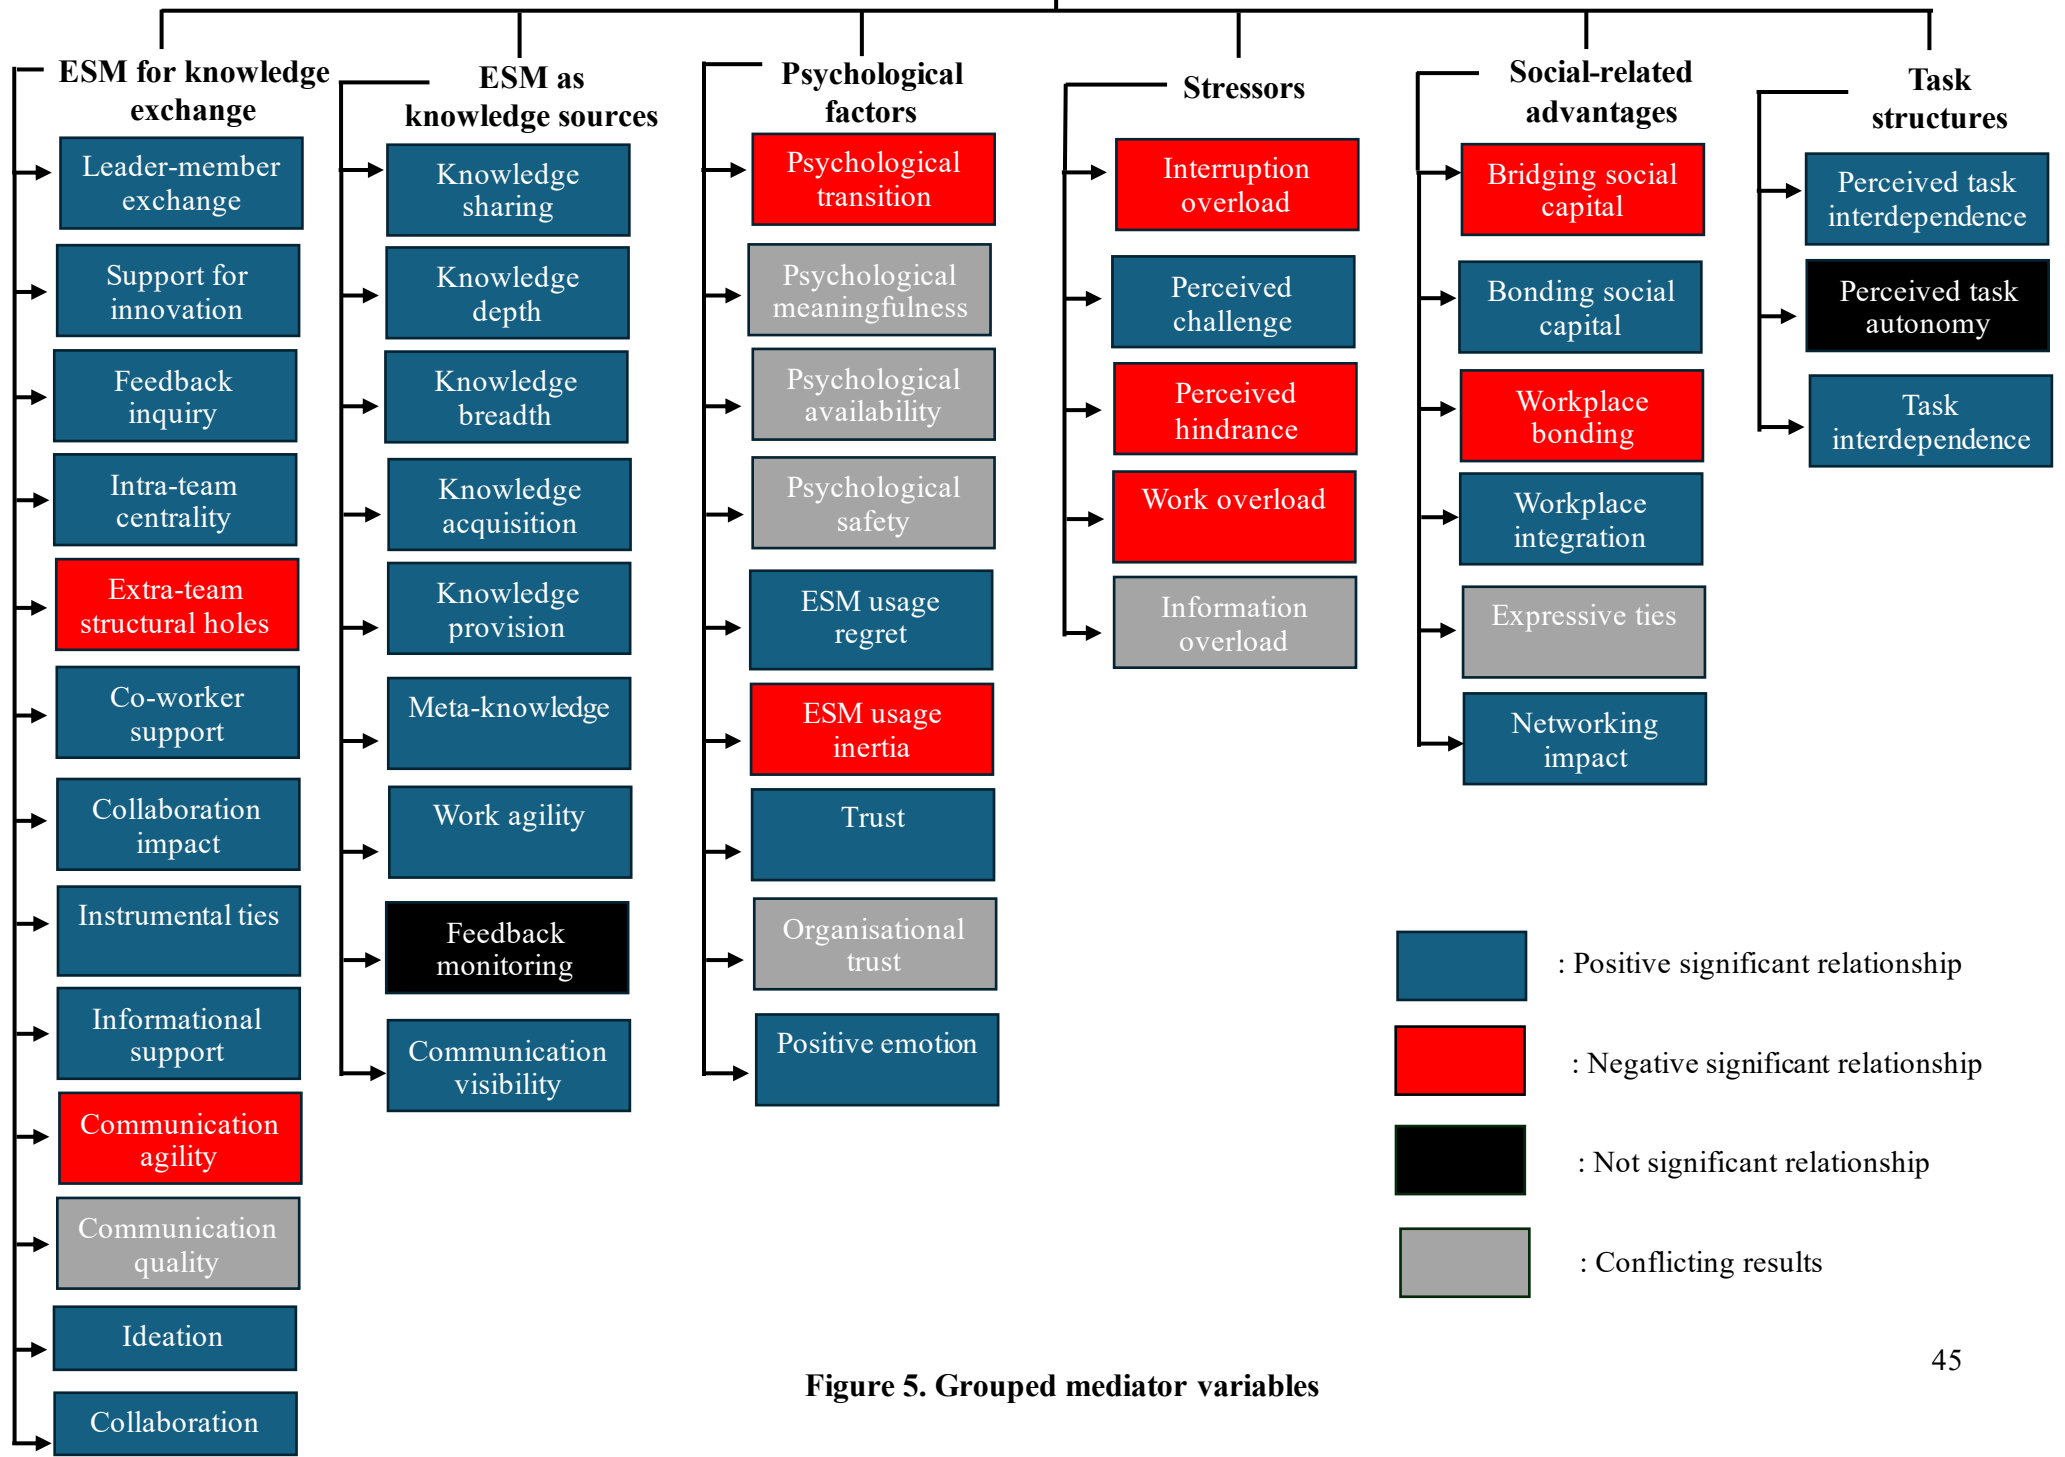 ESM for knowledge
exchange
Leader-member
exchange
Support for
innovation
Feedback
inquiry
Intra-team
centrality
Extra-team
structural holes
Co-worker
support
Collaboration
impact
Instrumental ties
Informational
support
Communication
agility
Communication
quality
Ideation
Collaboration
ESM as
knowledge sources
Knowledge
sharing
Knowledge
depth
Knowledge
breadth
Knowledge
acquisition
Knowledge
provision
Meta-knowledge
Work agility
Feedback
monitoring
Communication
visibility
Psychological
factors
Psychological
transition
Psychological
meaningfulness
Psychological
availability
Psychological
safety
ESM usage
regret
ESM usage
inertia
Trust
Organisational
trust
Positive emotion
Stressors
Interruption
overload
Perceived
challenge
Perceived
hindrance
Work overload
Information
overload
Social-related
advantages
Bridging social
capital
Bonding social
capital
Workplace
bonding
Workplace
integration
Expressive ties
Networking
impact
Task
structures
Perceived task
interdependence
Perceived task
autonomy
Task
interdependence
: Positive significant relationship
: Negative significant relationship
: Not significant relationship
: Conflicting results
45
Figure 5. Grouped mediator variables